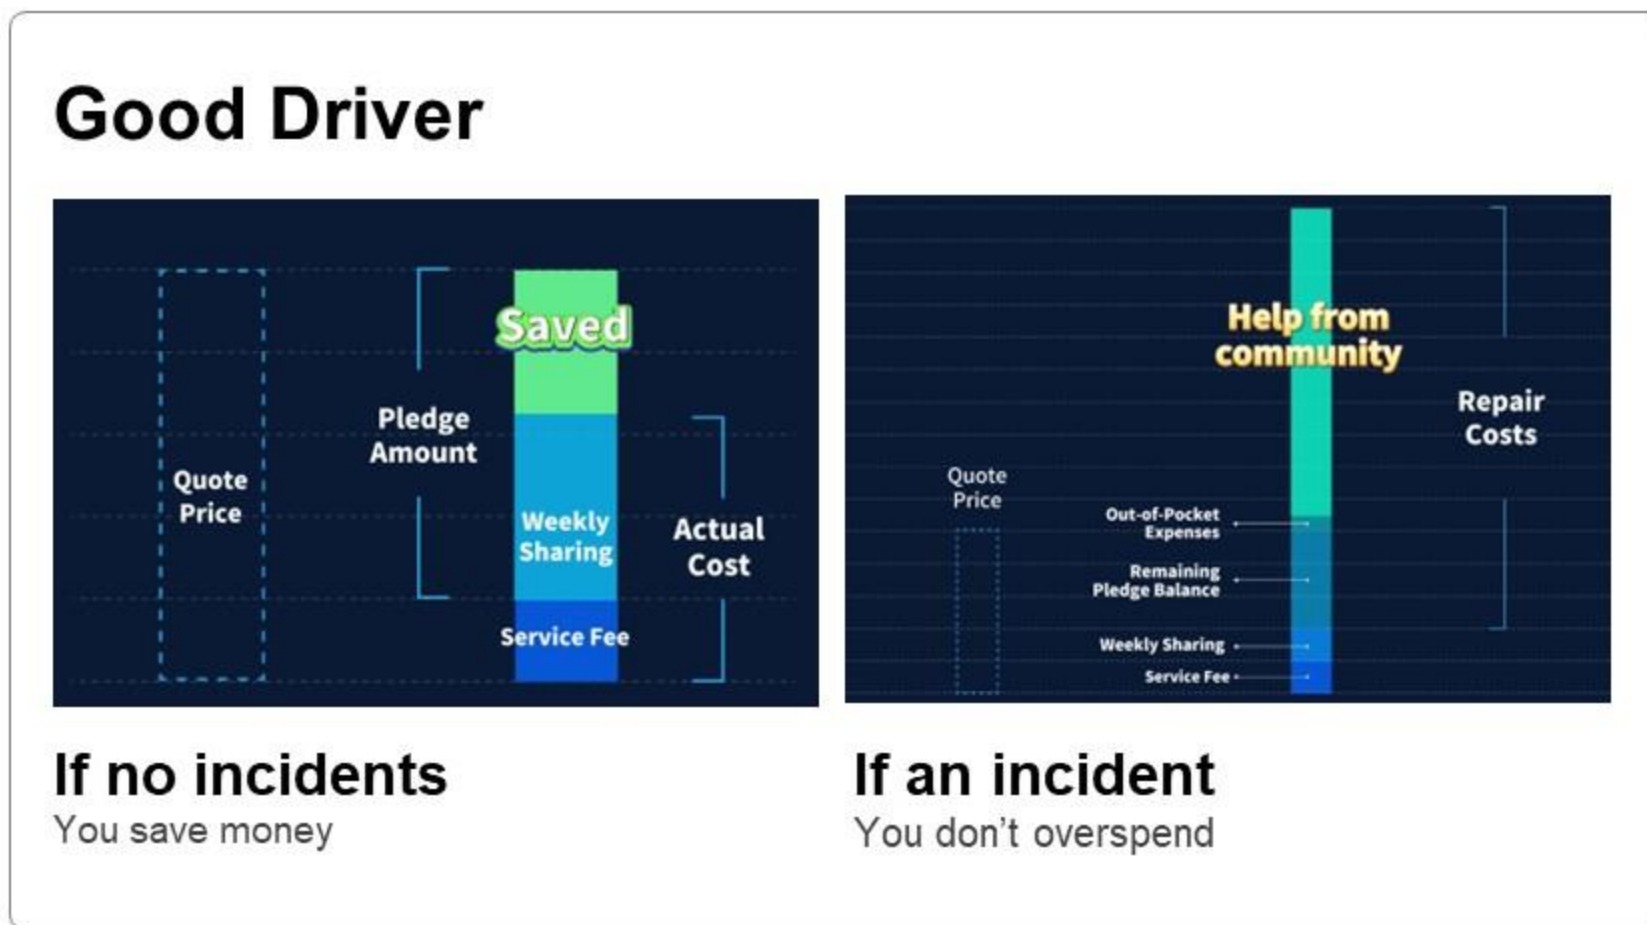 Good Driver
Saved
Pledge
Amount
Quote
Price
Weekly
Sharing
Actual
Cost
Service Fee
Help from
community
Repair
Costs
Quote
Price
Out-of-Pocket
Expenses
Remaining
Pledge Balance
Weekly Sharing
Service Fee
If no incidents
You save money
If an incident
You don’t overspend